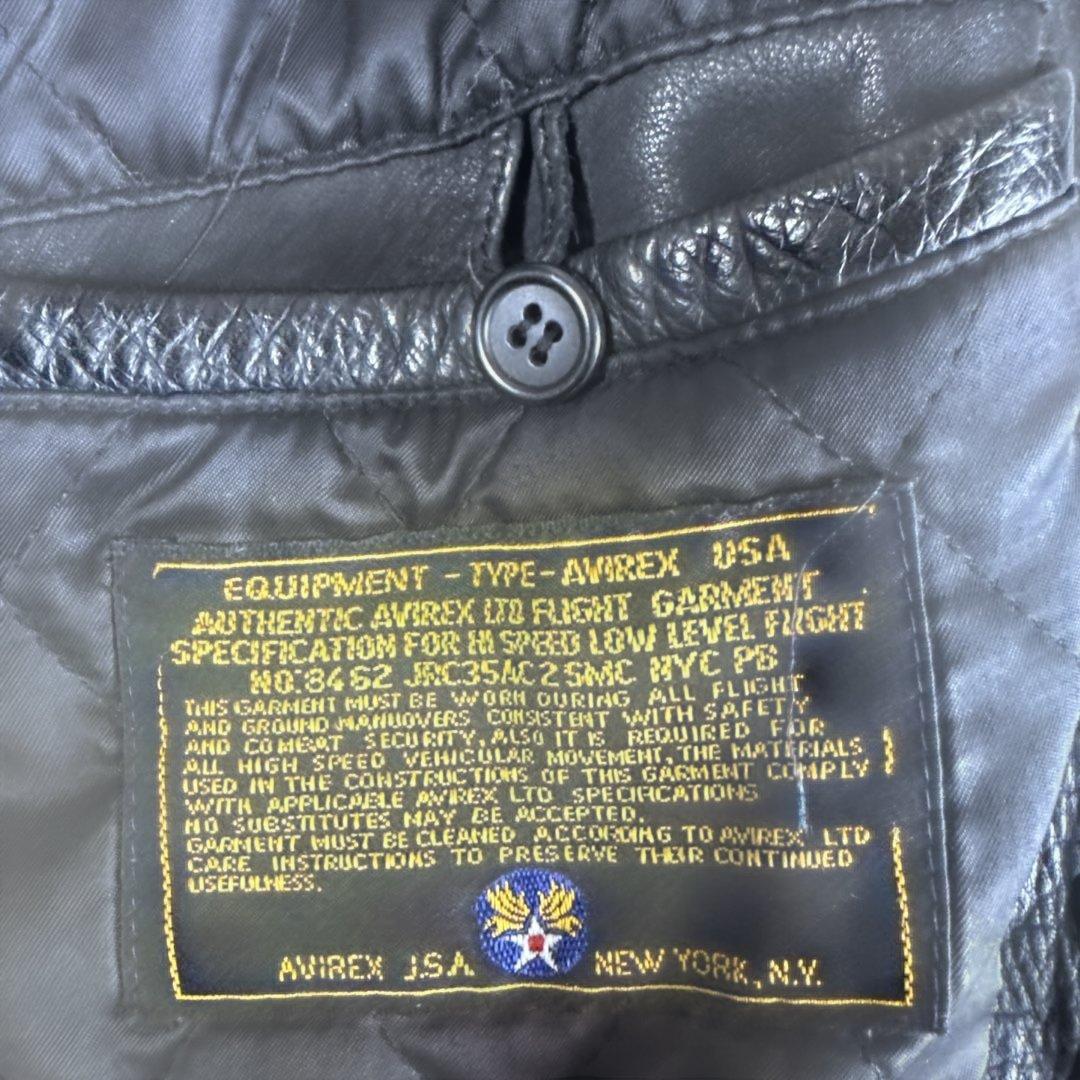 EQUIPMENT - TYPE - AVIREX USA
AUTHENTIC AVIREX LTD FLIGHT GARMENT
SPECIFICATION FOR HI SPEED LOW LEVEL FLIGHT
NO. 8462 JRC35AC2 SMC NYC PB
THIS GARMENT MUST BE WORN DURING ALL FLIGHT,
AND GROUND MANUOVERS CONSISTENT WITH SAFETY
AND COMBAT SECURITY, ALSO IT IS REQUIRED FOR
ALL HIGH SPEED VEHICULAR MOVEMENT, THE MATERIALS
USED IN THE CONSTRUCTIONS OF THIS GARMENT COMPLY
WITH APPLICABLE AVIREX LTD SPECIFICATIONS
NO SUBSTITUTES MAY BE ACCEPTED.
GARMENT MUST BE CLEANED ACCORDING TO AVIREX LTD
CARE INSTRUCTIONS TO PRESERVE THEIR CONTINUED
USEFULNESS.
AVIREX U.S.A. NEW YORK, N.Y.